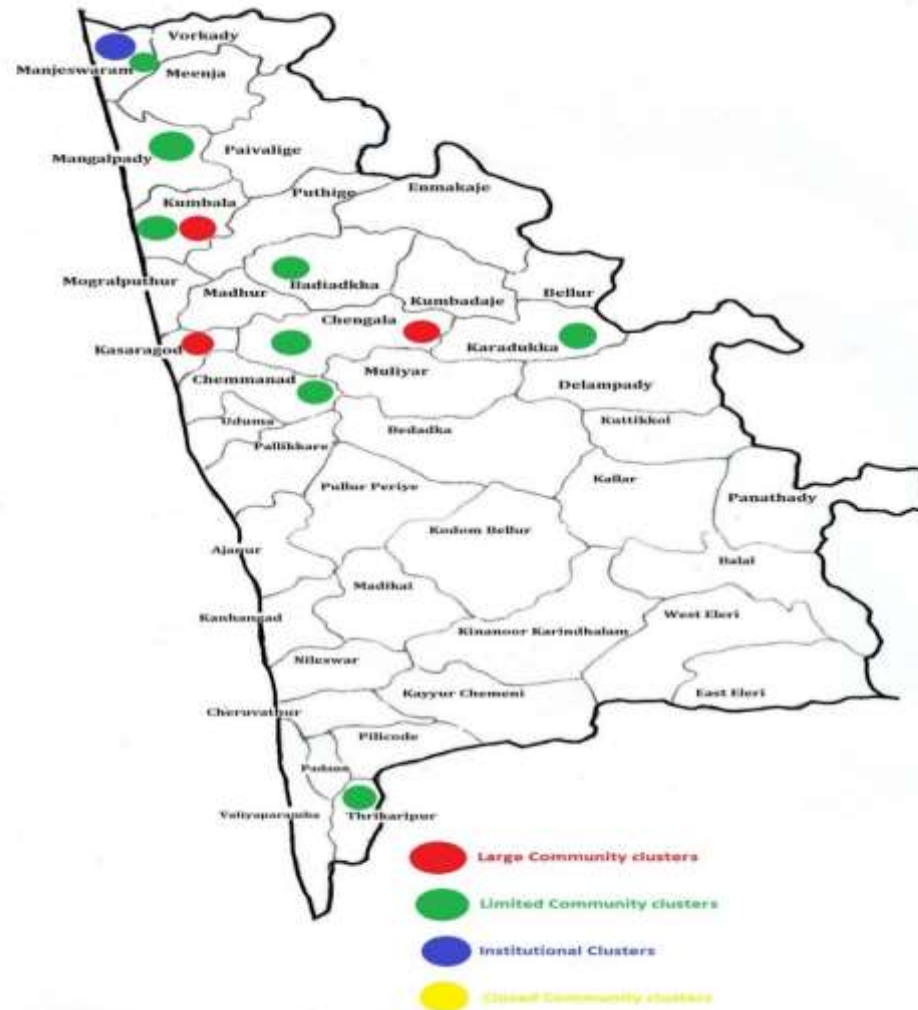 Vorkady
Manjeswaram
Meenja
Mangalpady
Paivalige
Kumbala
Puthige
Enmakaje
Mogralputhur
Madhur
Badiadkha
Kumbadaje
Bellur
Chengala
Kasaragod
Karadukka
Chemmanad
Muliyar
Delampady
Uduma
Bedadka
Kuttikkol
Pallikkare
Pullur Periye
Kallar
Panathady
Kodom Bellur
Ajanur
Balal
Madikai
Kanhangad
Kinanoor Karindhalam
West Eleri
Nileswar
Kayyur Chemeni
East Eleri
Cheruvathur
Pilicode
Padana
Valiyaparamba
Thrikaripur
Large Community clusters
Limited Community clusters
Institutional Clusters
Closed Community clusters